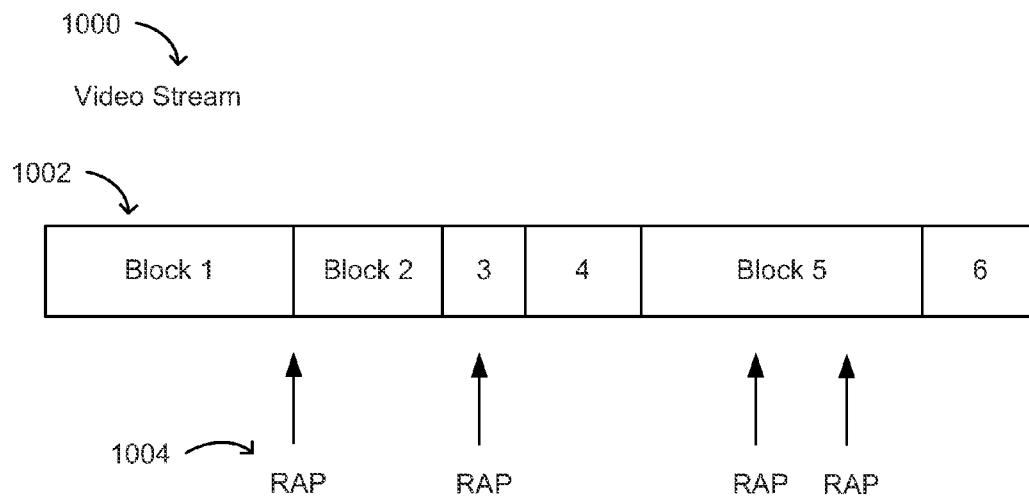 1000
Video Stream
1002
Block 1 Block 2 3 4 Block 5 6
1004
RAP RAP RAP RAP